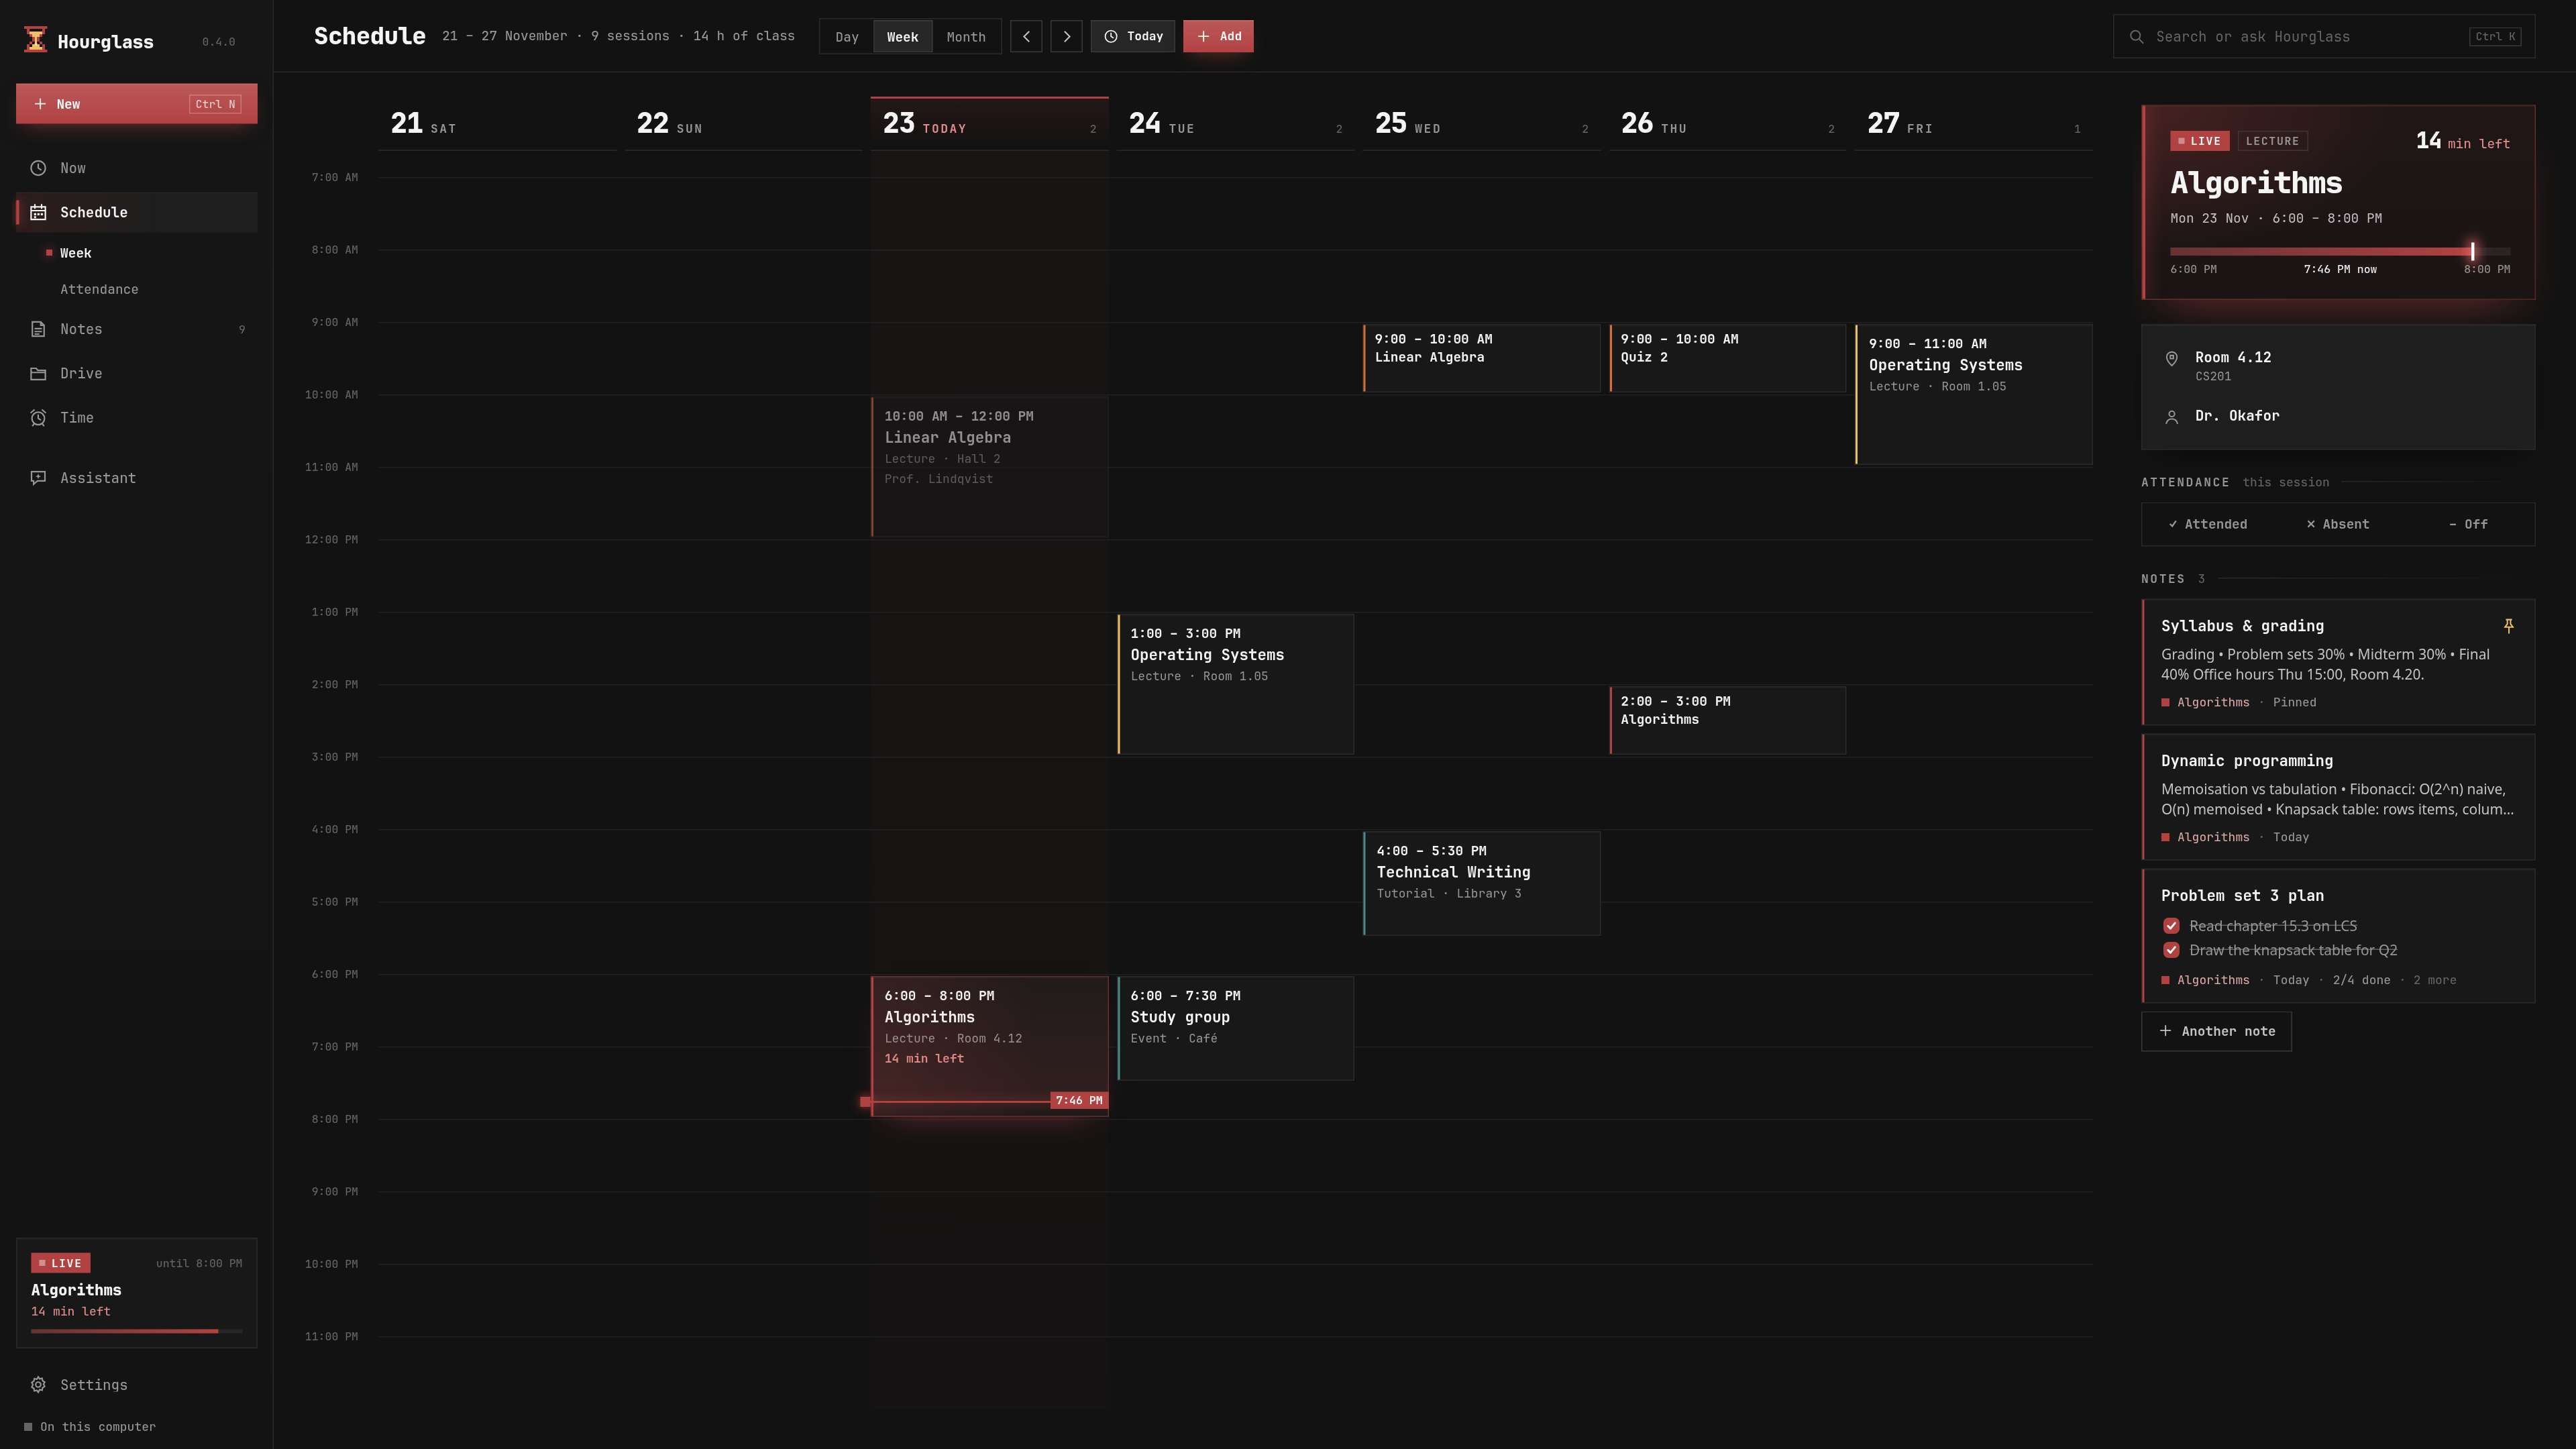 Hourglass 0.4.0
New Ctrl N
Now
Schedule
Week
Attendance
Notes 9
Drive
Time
Assistant
LIVE until 8:00 PM
Algorithms
14 min left
Settings
On this computer
Schedule 21 – 27 November · 9 sessions · 14 h of class Day Week Month Today Add
Search or ask Hourglass Ctrl K
21 SAT 22 SUN 23 TODAY 2 24 TUE 2 25 WED 2 26 THU 2 27 FRI 1
7:00 AM
8:00 AM
9:00 AM
10:00 AM
11:00 AM
12:00 PM
1:00 PM
2:00 PM
3:00 PM
4:00 PM
5:00 PM
6:00 PM
7:00 PM
8:00 PM
9:00 PM
10:00 PM
11:00 PM
10:00 AM – 12:00 PM
Linear Algebra
Lecture · Hall 2
Prof. Lindqvist
6:00 – 8:00 PM
Algorithms
Lecture · Room 4.12
14 min left
7:46 PM
1:00 – 3:00 PM
Operating Systems
Lecture · Room 1.05
6:00 – 7:30 PM
Study group
Event · Café
9:00 – 10:00 AM
Linear Algebra
4:00 – 5:30 PM
Technical Writing
Tutorial · Library 3
9:00 – 10:00 AM
Quiz 2
2:00 – 3:00 PM
Algorithms
9:00 – 11:00 AM
Operating Systems
Lecture · Room 1.05
LIVE LECTURE 14 min left
Algorithms
Mon 23 Nov · 6:00 – 8:00 PM
6:00 PM 7:46 PM now 8:00 PM
Room 4.12
CS201
Dr. Okafor
ATTENDANCE this session
✓ Attended × Absent – Off
NOTES 3
Syllabus & grading
Grading • Problem sets 30% • Midterm 30% • Final
40% Office hours Thu 15:00, Room 4.20.
Algorithms · Pinned
Dynamic programming
Memoisation vs tabulation • Fibonacci: O(2^n) naive,
O(n) memoised • Knapsack table: rows items, colum…
Algorithms · Today
Problem set 3 plan
Read chapter 15.3 on LCS
Draw the knapsack table for Q2
Algorithms · Today · 2/4 done · 2 more
Another note